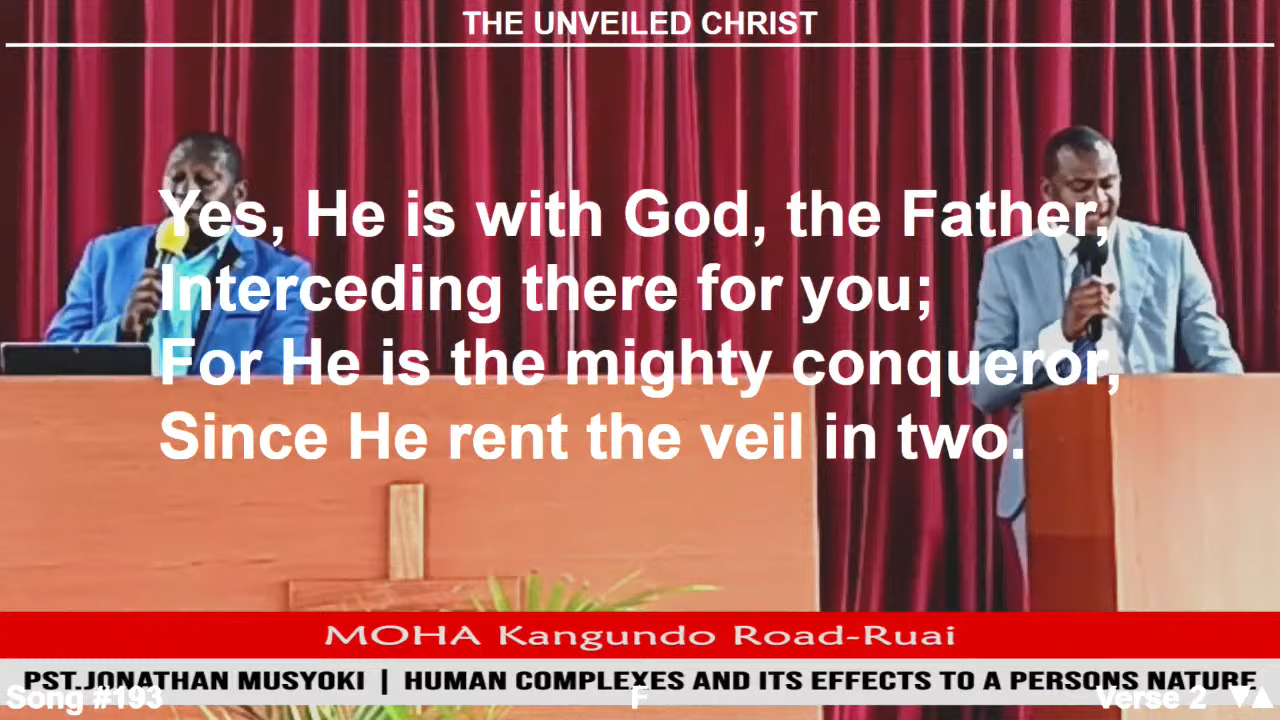 THE UNVEILED CHRIST
Yes, He is with God, the Father,
Interceding there for you;
For He is the mighty conqueror,
Since He rent the veil in two.
MOHA Kangundo Road-Ruai
PST.JONATHAN MUSYOKI | HUMAN COMPLEXES AND ITS EFFECTS TO A PERSONS NATURE
Song #193 F Verse 2 ▼▲